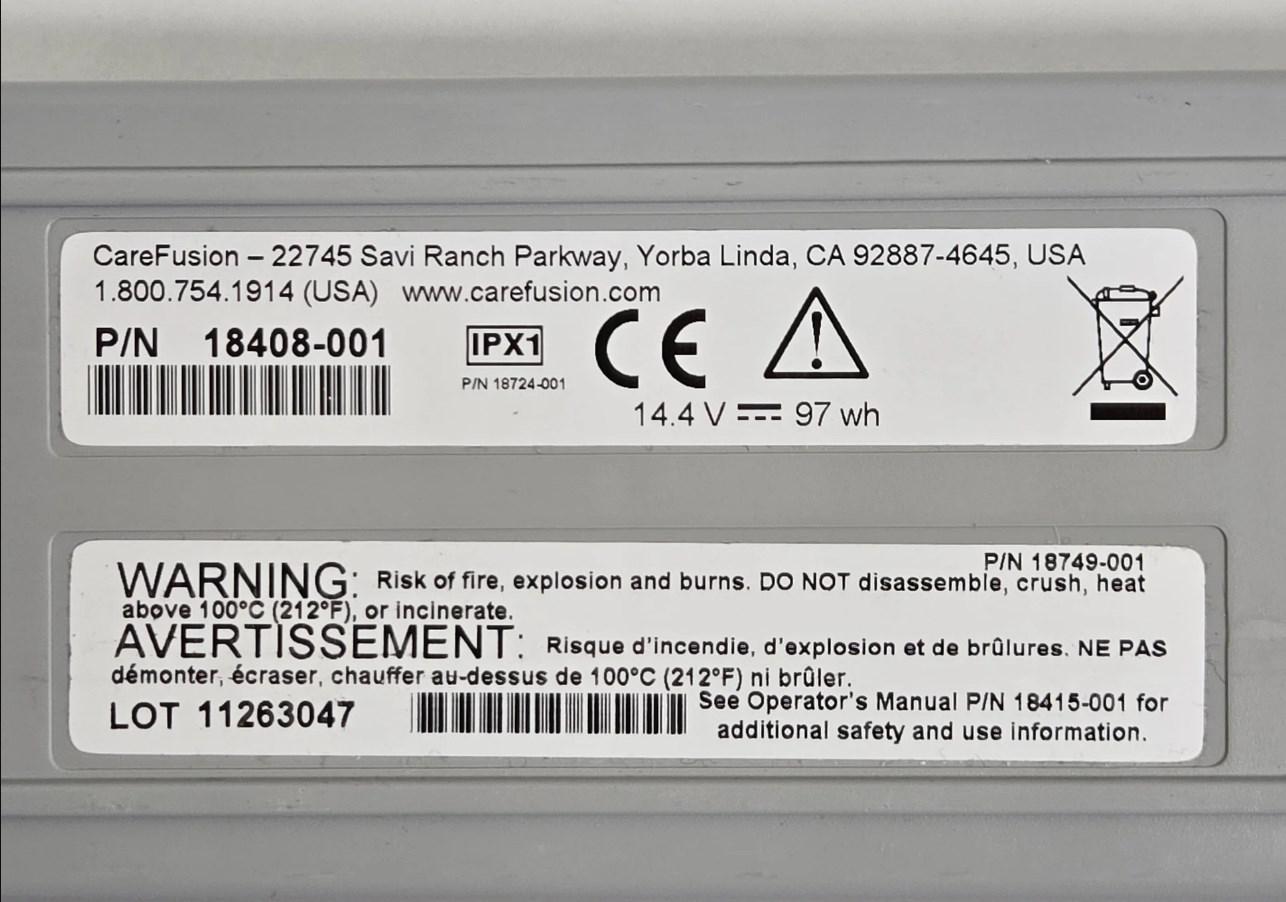 CareFusion – 22745 Savi Ranch Parkway, Yorba Linda, CA 92887-4645, USA
1.800.754.1914 (USA) www.carefusion.com
P/N 18408-001
IPX1
P/N 18724-001
CE
14.4 V 97 wh
P/N 18749-001
WARNING: Risk of fire, explosion and burns. DO NOT disassemble, crush, heat
above 100°C (212°F), or incinerate.
AVERTISSEMENT: Risque d'incendie, d'explosion et de brûlures. NE PAS
démonter, écraser, chauffer au-dessus de 100°C (212°F) ni brûler.
LOT 11263047
See Operator's Manual P/N 18415-001 for
additional safety and use information.